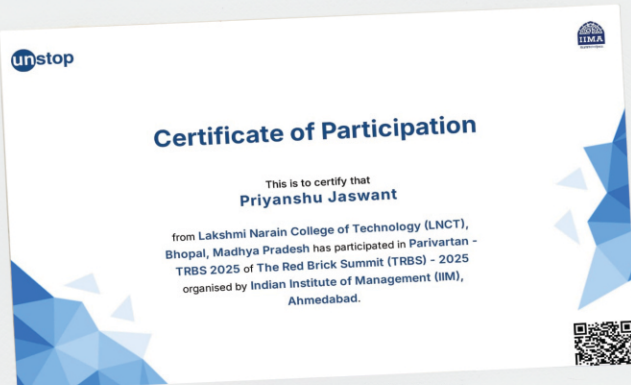 unstop
IIMA
Certificate of Participation
This is to certify that
Priyanshu Jaswant
from Lakshmi Narain College of Technology (LNCT),
Bhopal, Madhya Pradesh has participated in Parivartan -
TRBS 2025 of The Red Brick Summit (TRBS) - 2025
organised by Indian Institute of Management (IIM),
Ahmedabad.